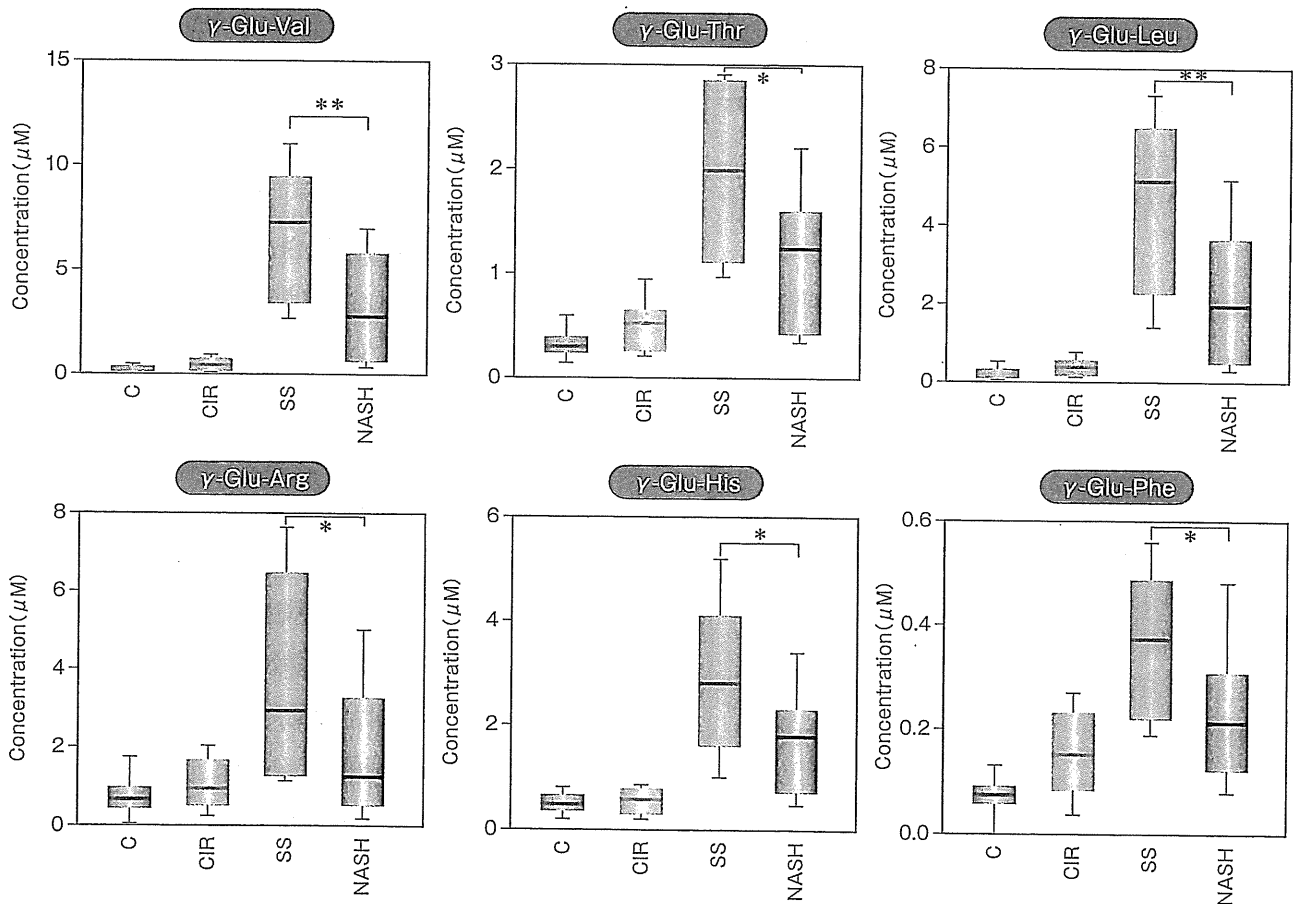 γ-Glu-Val
Concentration(μM)
15
10
5
0
**
C
CIR
SS
NASH
γ-Glu-Thr
Concentration(μM)
3
2
1
0
*
C
CIR
SS
NASH
γ-Glu-Leu
Concentration(μM)
8
6
4
2
0
**
C
CIR
SS
NASH
γ-Glu-Arg
Concentration(μM)
8
6
4
2
0
*
C
CIR
SS
NASH
γ-Glu-His
Concentration(μM)
6
4
2
0
*
C
CIR
SS
NASH
γ-Glu-Phe
Concentration(μM)
0.6
0.4
0.2
0.0
*
C
CIR
SS
NASH